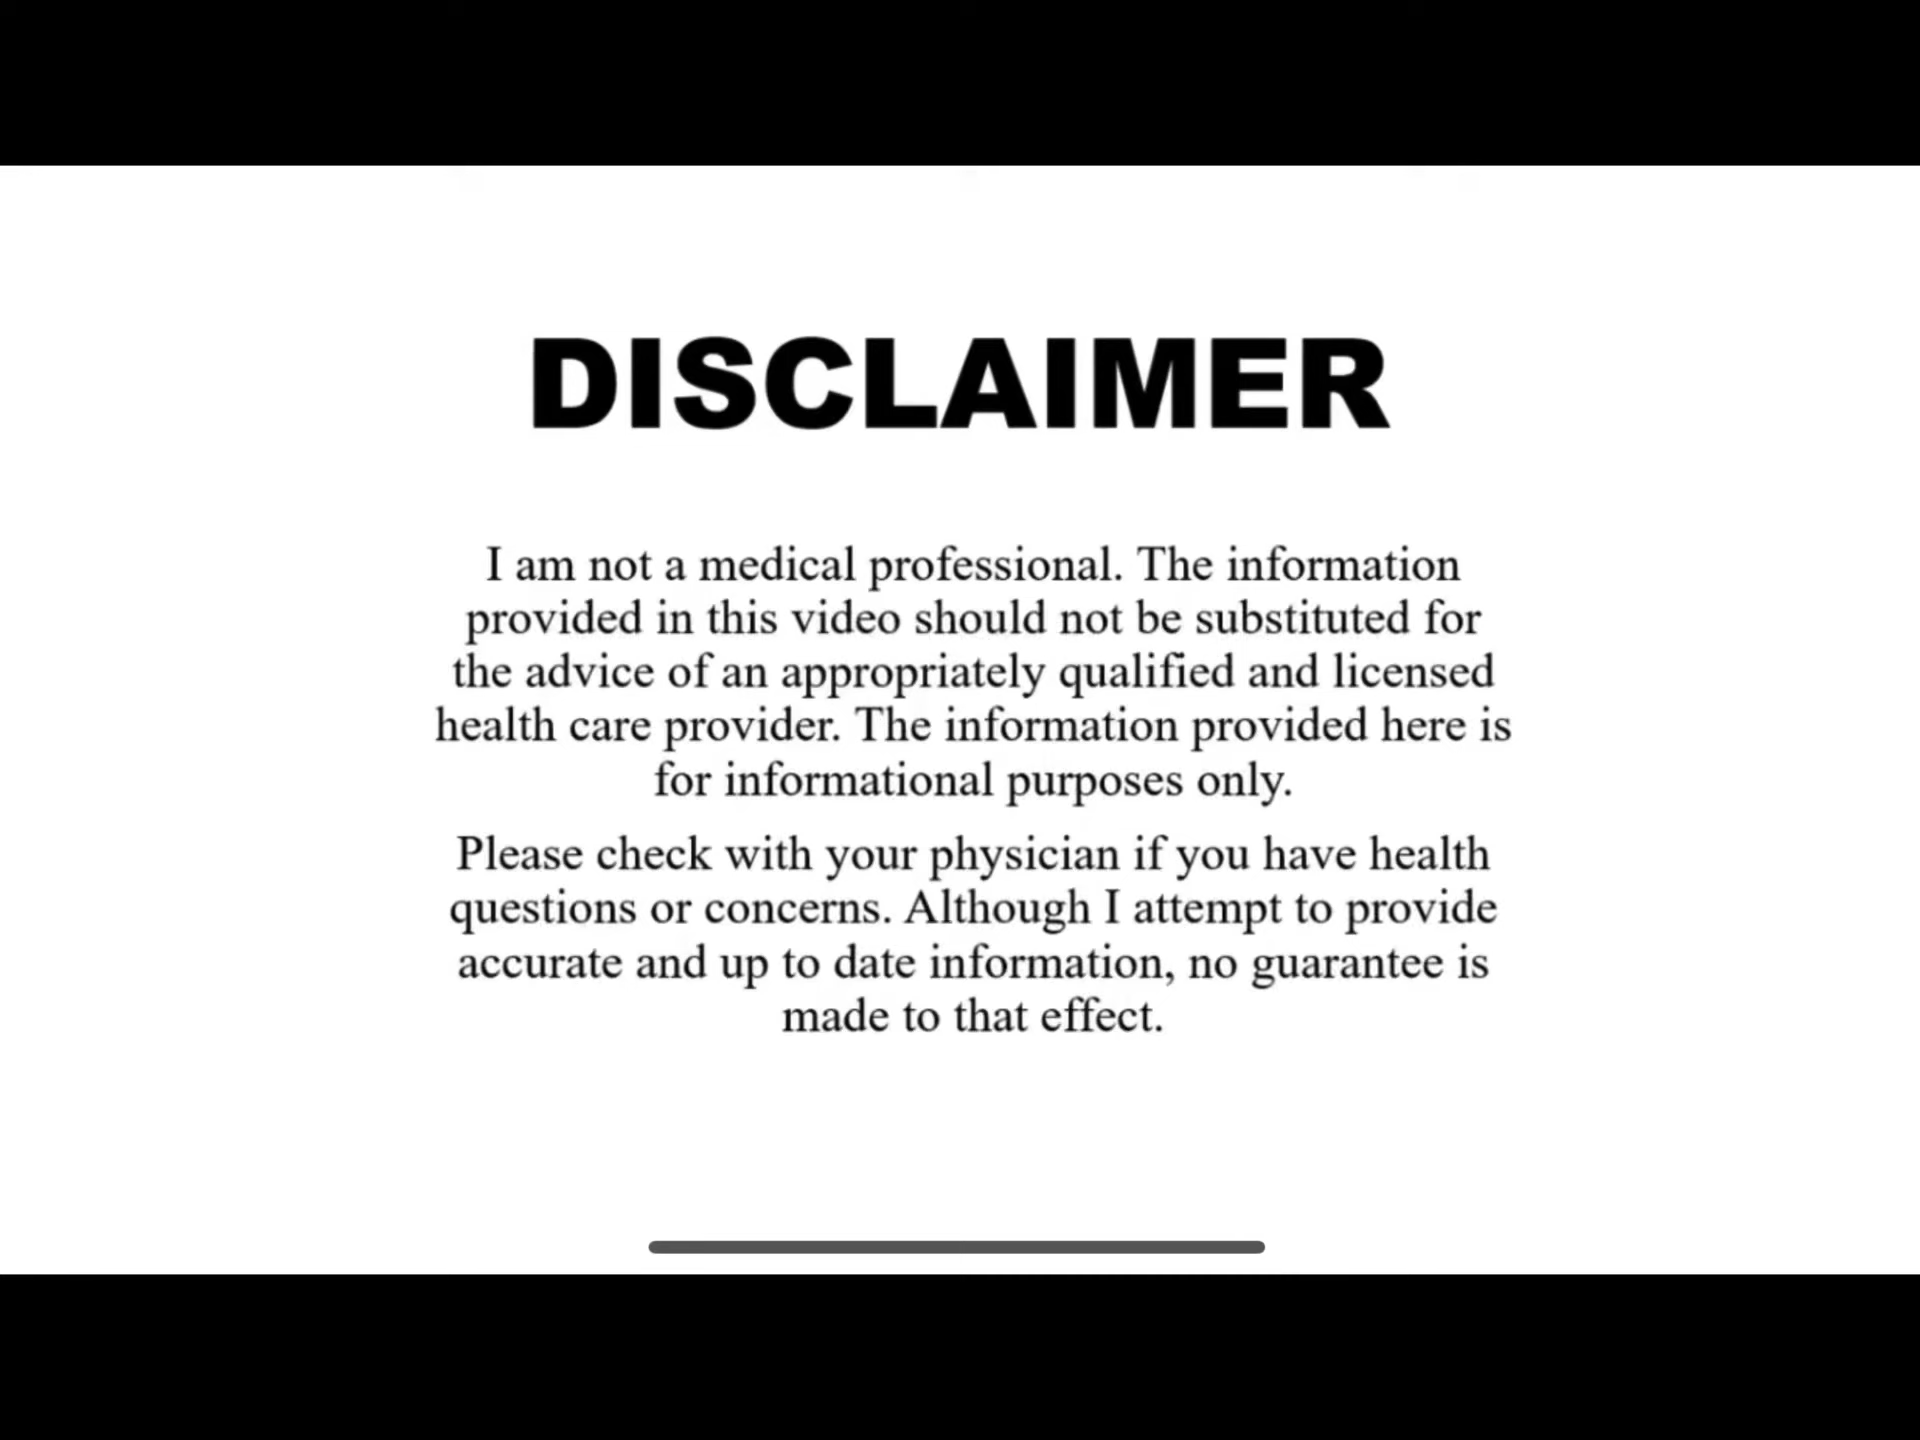 DISCLAIMER
I am not a medical professional. The information
provided in this video should not be substituted for
the advice of an appropriately qualified and licensed
health care provider. The information provided here is
for informational purposes only.
Please check with your physician if you have health
questions or concerns. Although I attempt to provide
accurate and up to date information, no guarantee is
made to that effect.